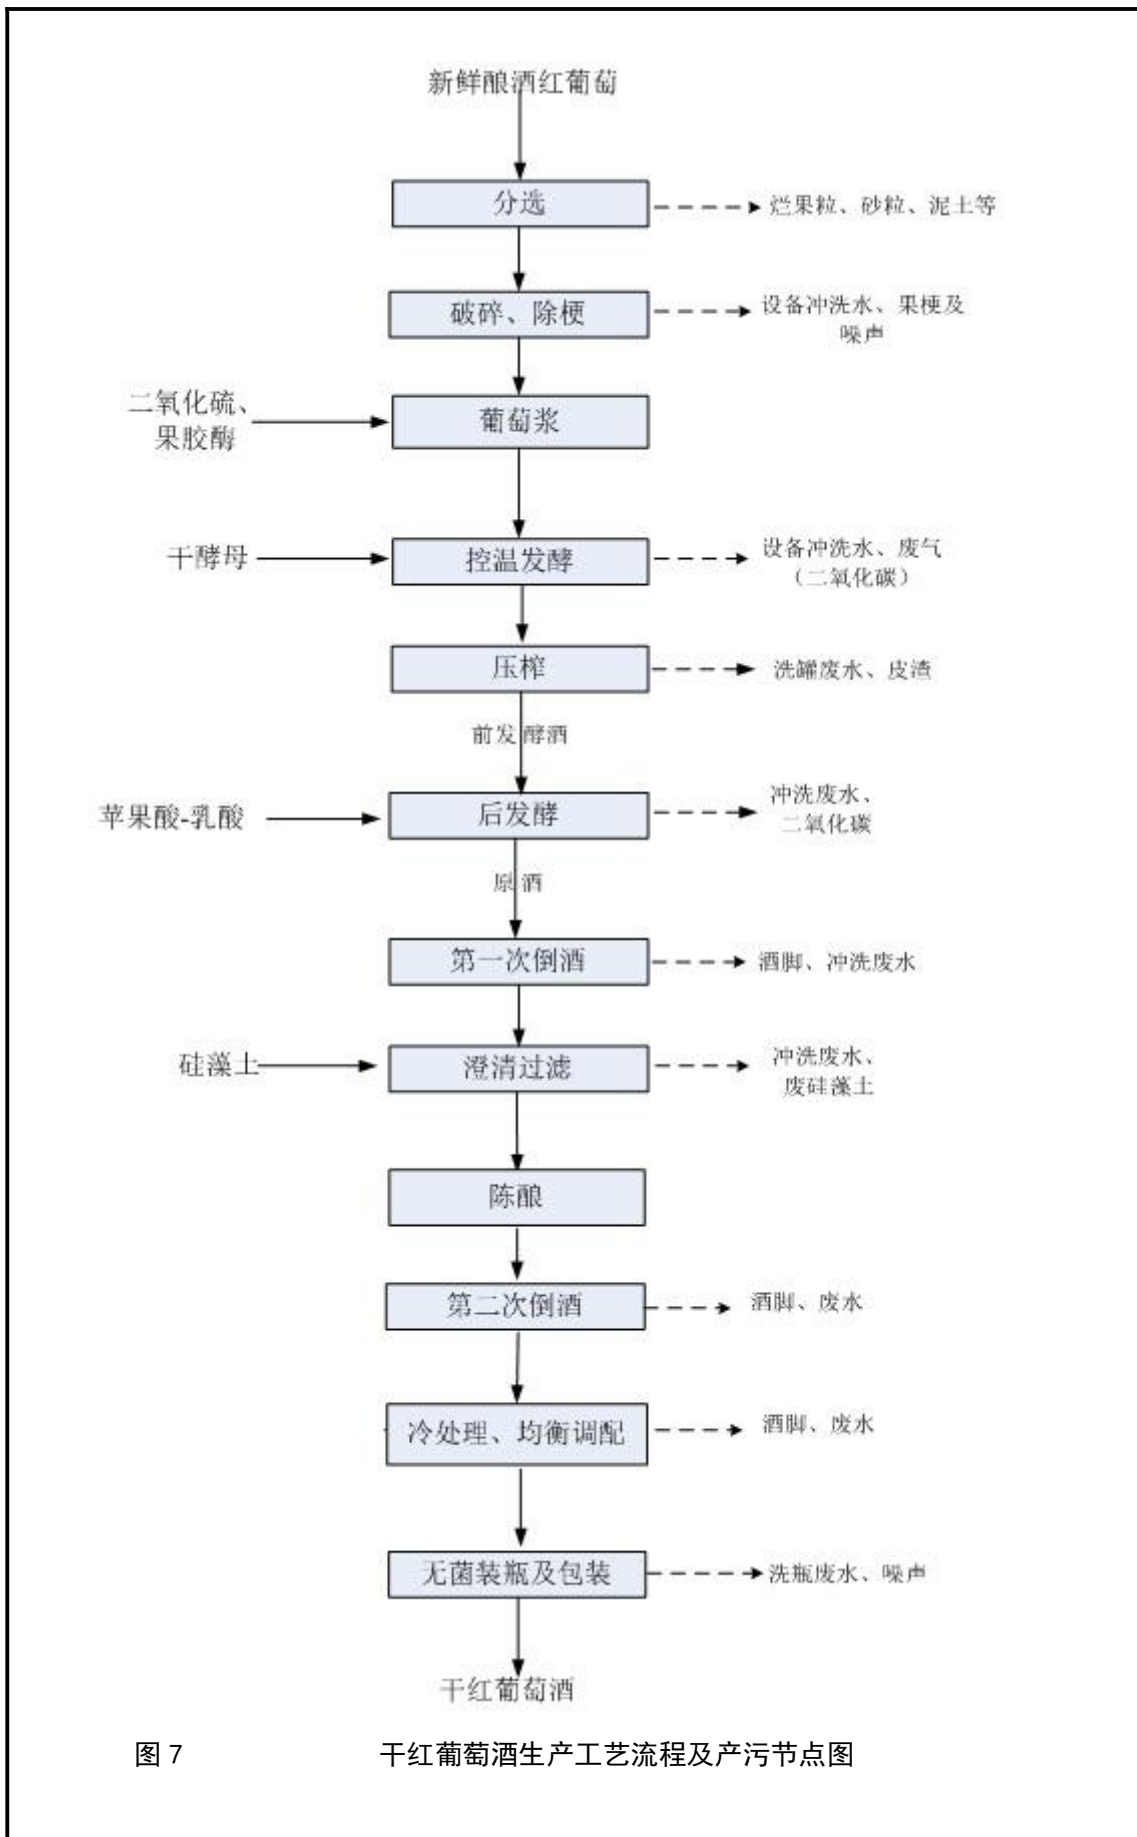 新鲜酿酒红葡萄
分选
烂果粒、砂粒、泥土等
破碎、除梗
设备冲洗水、果梗及
噪声
二氧化硫、
果胶酶
葡萄浆
干酵母
控温发酵
设备冲洗水、废气
（二氧化碳）
压榨
洗罐废水、皮渣
前发酵酒
苹果酸-乳酸
后发酵
冲洗废水、
二氧化碳
原酒
第一次倒酒
酒脚、冲洗废水
硅藻土
澄清过滤
冲洗废水、
废硅藻土
陈酿
第二次倒酒
酒脚、废水
冷处理、均衡调配
酒脚、废水
无菌装瓶及包装
洗瓶废水、噪声
干红葡萄酒
图 7 干红葡萄酒生产工艺流程及产污节点图